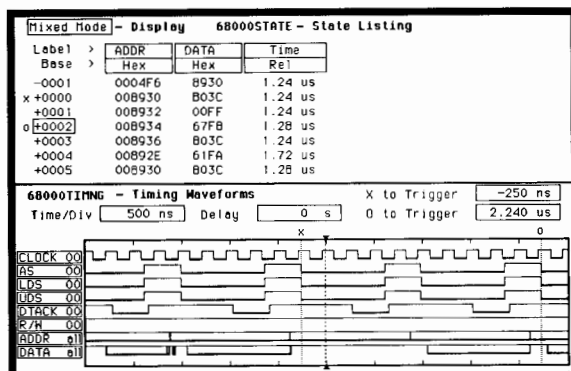 Mixed Mode - Display 68000STATE - State Listing
Label > ADDR DATA Time
Base > Hex Hex Rel
-0001 0004F6 8930 1.24 us
x +0000 008930 B03C 1.24 us
+0001 008932 00FF 1.24 us
o +0002 008934 67F8 1.28 us
+0003 008936 B03C 1.24 us
+0004 00892E 61FA 1.72 us
+0005 008930 B03C 1.28 us
68000TIMNG - Timing Waveforms X to Trigger -250 ns
Time/Div 500 ns Delay 0 s O to Trigger 2.240 us
X O
CLOCK 00
AS 00
LDS 00
UDS 00
DTACK 00
R/W 00
ADDR all
DATA all